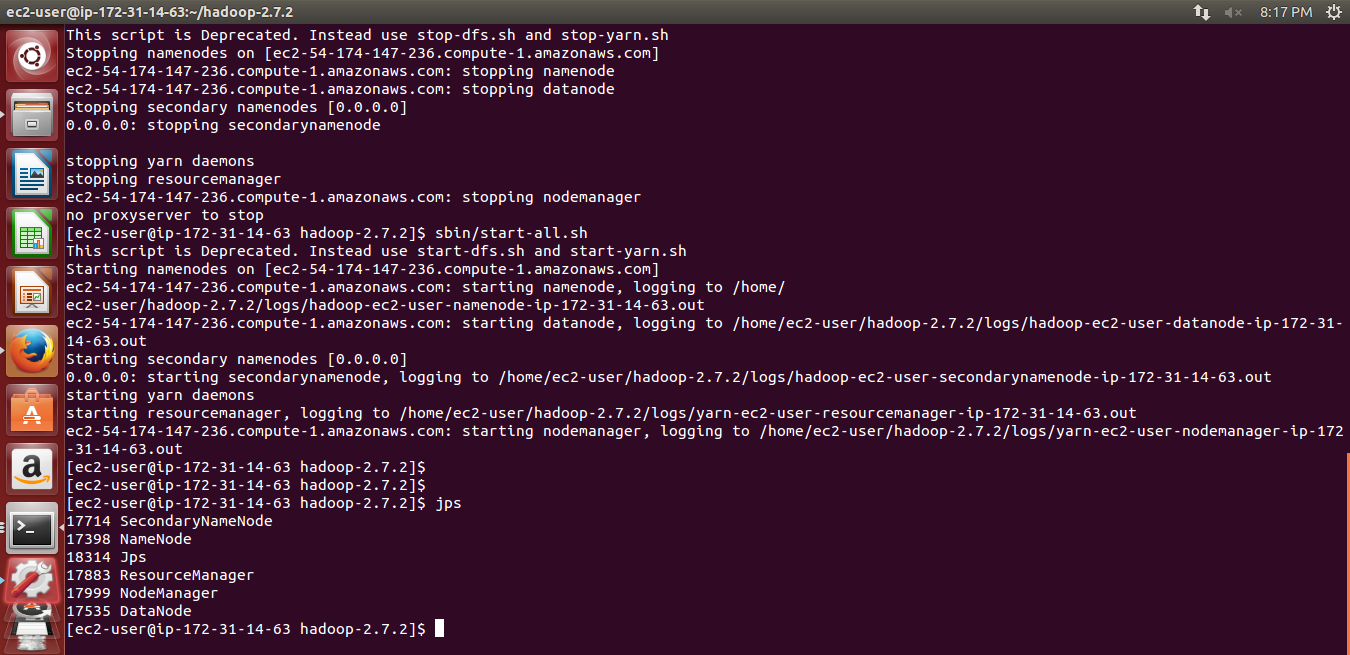 ec2-user@ip-172-31-14-63:~/hadoop-2.7.2
8:17 PM
This script is Deprecated. Instead use stop-dfs.sh and stop-yarn.sh
Stopping namenodes on [ec2-54-174-147-236.compute-1.amazonaws.com]
ec2-54-174-147-236.compute-1.amazonaws.com: stopping namenode
ec2-54-174-147-236.compute-1.amazonaws.com: stopping datanode
Stopping secondary namenodes [0.0.0.0]
0.0.0.0: stopping secondarynamenode
stopping yarn daemons
stopping resourcemanager
ec2-54-174-147-236.compute-1.amazonaws.com: stopping nodemanager
no proxyserver to stop
[ec2-user@ip-172-31-14-63 hadoop-2.7.2]$ sbin/start-all.sh
This script is Deprecated. Instead use start-dfs.sh and start-yarn.sh
Starting namenodes on [ec2-54-174-147-236.compute-1.amazonaws.com]
ec2-54-174-147-236.compute-1.amazonaws.com: starting namenode, logging to /home/
ec2-user/hadoop-2.7.2/logs/hadoop-ec2-user-namenode-ip-172-31-14-63.out
ec2-54-174-147-236.compute-1.amazonaws.com: starting datanode, logging to /home/ec2-user/hadoop-2.7.2/logs/hadoop-ec2-user-datanode-ip-172-31-
14-63.out
Starting secondary namenodes [0.0.0.0]
0.0.0.0: starting secondarynamenode, logging to /home/ec2-user/hadoop-2.7.2/logs/hadoop-ec2-user-secondarynamenode-ip-172-31-14-63.out
starting yarn daemons
starting resourcemanager, logging to /home/ec2-user/hadoop-2.7.2/logs/yarn-ec2-user-resourcemanager-ip-172-31-14-63.out
ec2-54-174-147-236.compute-1.amazonaws.com: starting nodemanager, logging to /home/ec2-user/hadoop-2.7.2/logs/yarn-ec2-user-nodemanager-ip-172
-31-14-63.out
[ec2-user@ip-172-31-14-63 hadoop-2.7.2]$
[ec2-user@ip-172-31-14-63 hadoop-2.7.2]$
[ec2-user@ip-172-31-14-63 hadoop-2.7.2]$ jps
17714 SecondaryNameNode
17398 NameNode
18314 Jps
17883 ResourceManager
17999 NodeManager
17535 DataNode
[ec2-user@ip-172-31-14-63 hadoop-2.7.2]$